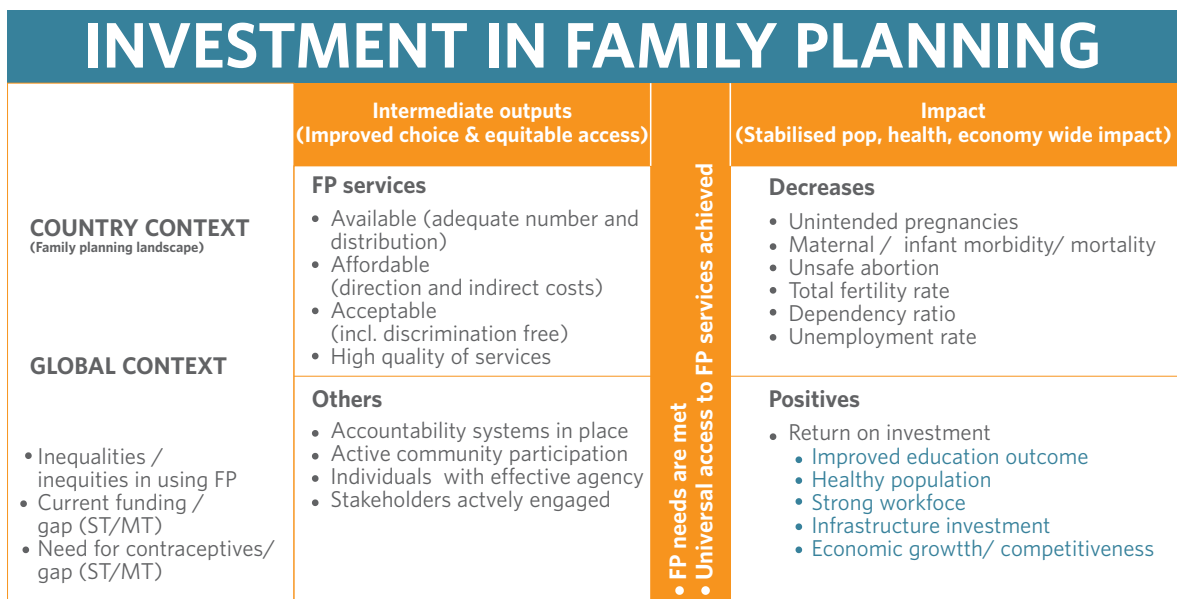 INVESTMENT IN FAMILY PLANNING
COUNTRY CONTEXT
(Family planning landscape)
GLOBAL CONTEXT
• Inequalities /
inequities in using FP
• Current funding /
gap (ST/MT)
• Need for contraceptives/
gap (ST/MT)
Intermediate outputs
(Improved choice & equitable access)
FP services
• Available (adequate number and
distribution)
• Affordable
(direction and indirect costs)
• Acceptable
(incl. discrimination free)
• High quality of services
Others
• Accountability systems in place
• Active community participation
• Individuals with effective agency
• Stakeholders actvely engaged
• FP needs are met
• Universal access to FP services achieved
Impact
(Stabilised pop, health, economy wide impact)
Decreases
• Unintended pregnancies
• Maternal / infant morbidity/ mortality
• Unsafe abortion
• Total fertility rate
• Dependency ratio
• Unemployment rate
Positives
• Return on investment
• Improved education outcome
• Healthy population
• Strong workfoce
• Infrastructure investment
• Economic growtth/ competitiveness